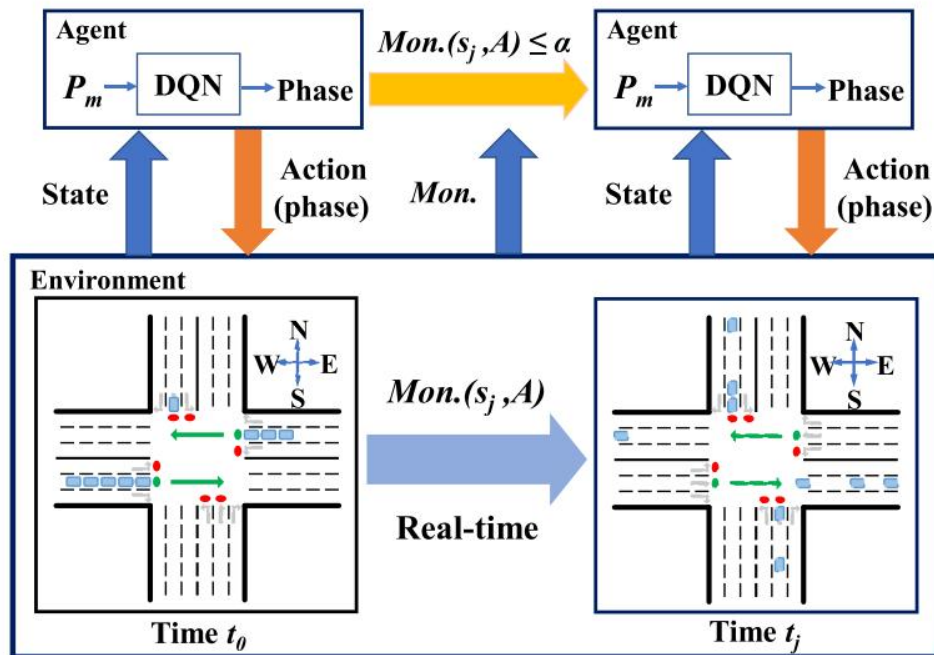 Agent
P_m
DQN
Phase
Mon.(s_j ,A) ≤ α
Agent
P_m
DQN
Phase
State
Action
(phase)
Mon.
State
Action
(phase)
Environment
N
W E
S
Mon.(s_j ,A)
Real-time
N
W E
S
Time t_0
Time t_j